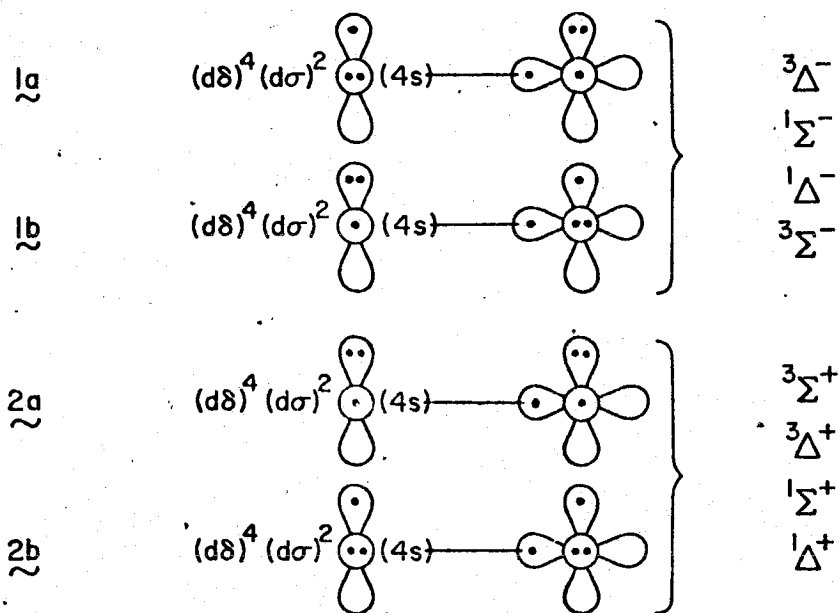 1a (dδ)⁴ (dσ)² (4s) ³Δ⁻
¹Σ⁻
1b (dδ)⁴ (dσ)² (4s) ¹Δ⁻
³Σ⁻
2a (dδ)⁴ (dσ)² (4s) ³Σ⁺
³Δ⁺
2b (dδ)⁴ (dσ)² (4s) ¹Σ⁺
¹Δ⁺